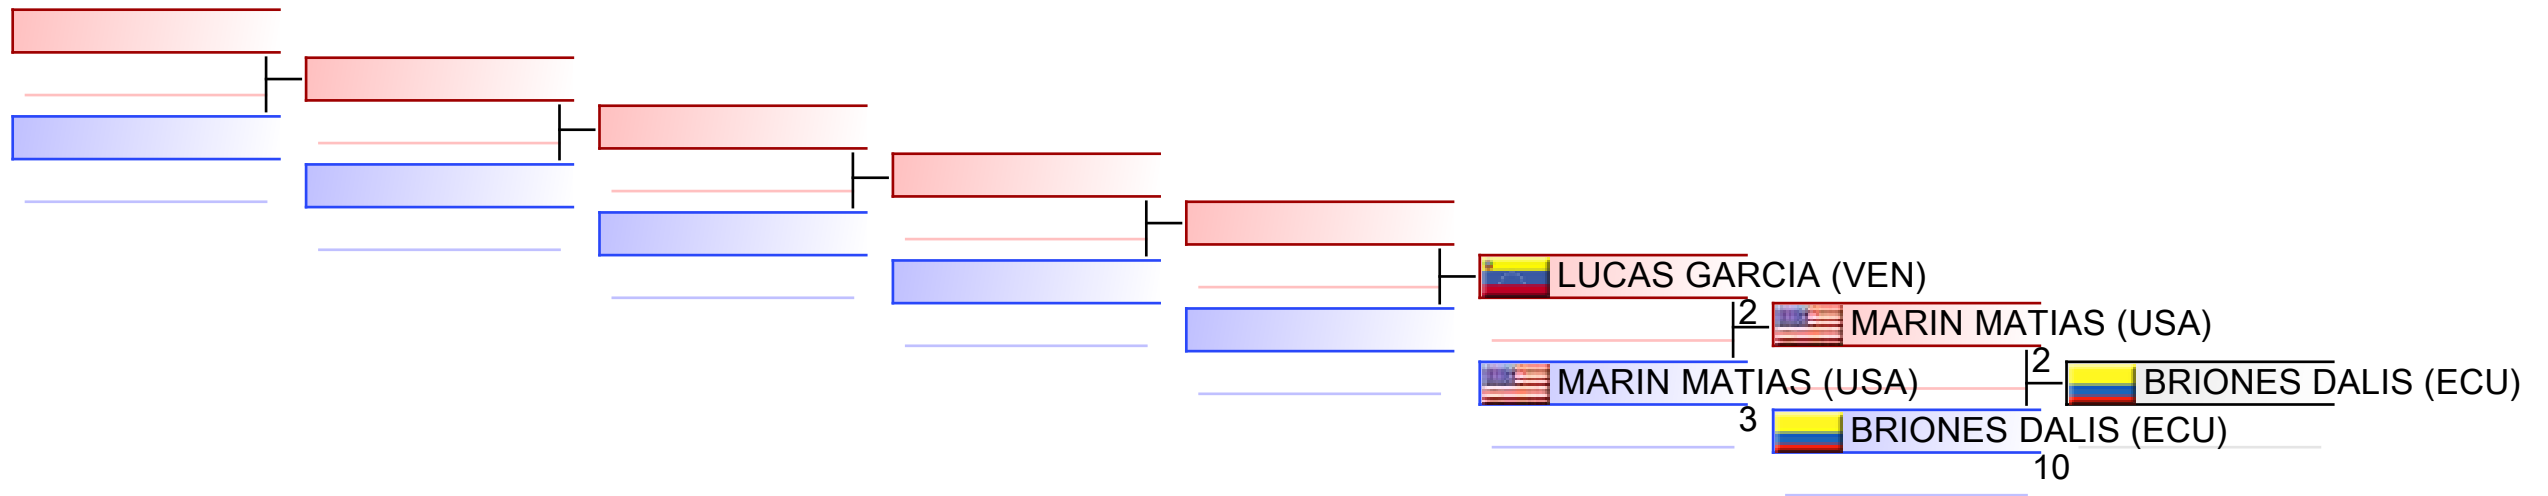 LUCAS GARCIA (VEN)
2
MARIN MATIAS (USA)
MARIN MATIAS (USA)
3
2
BRIONES DALIS (ECU)
BRIONES DALIS (ECU)
10